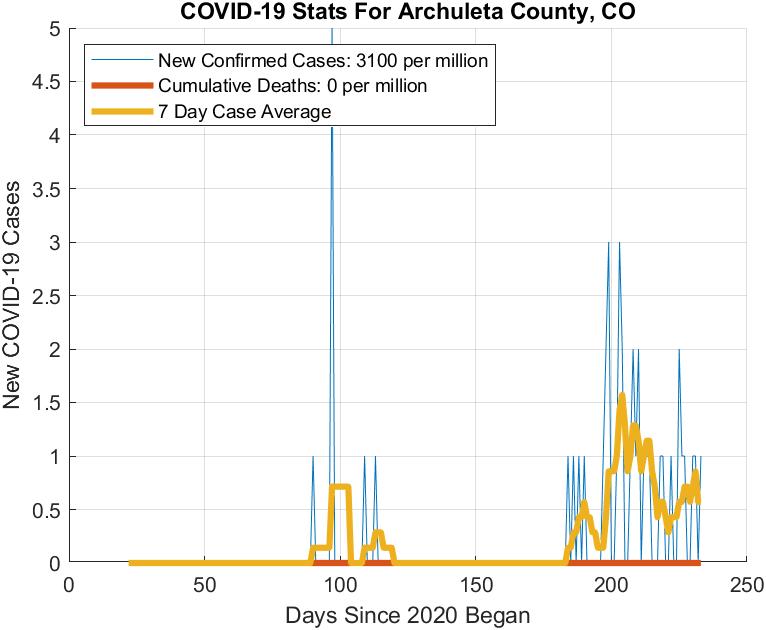 COVID-19 Stats For Archuleta County, CO
New Confirmed Cases: 3100 per million
Cumulative Deaths: 0 per million
7 Day Case Average
New COVID-19 Cases
5
4.5
4
3.5
3
2.5
2
1.5
1
0.5
0
0 50 100 150 200 250
Days Since 2020 Began